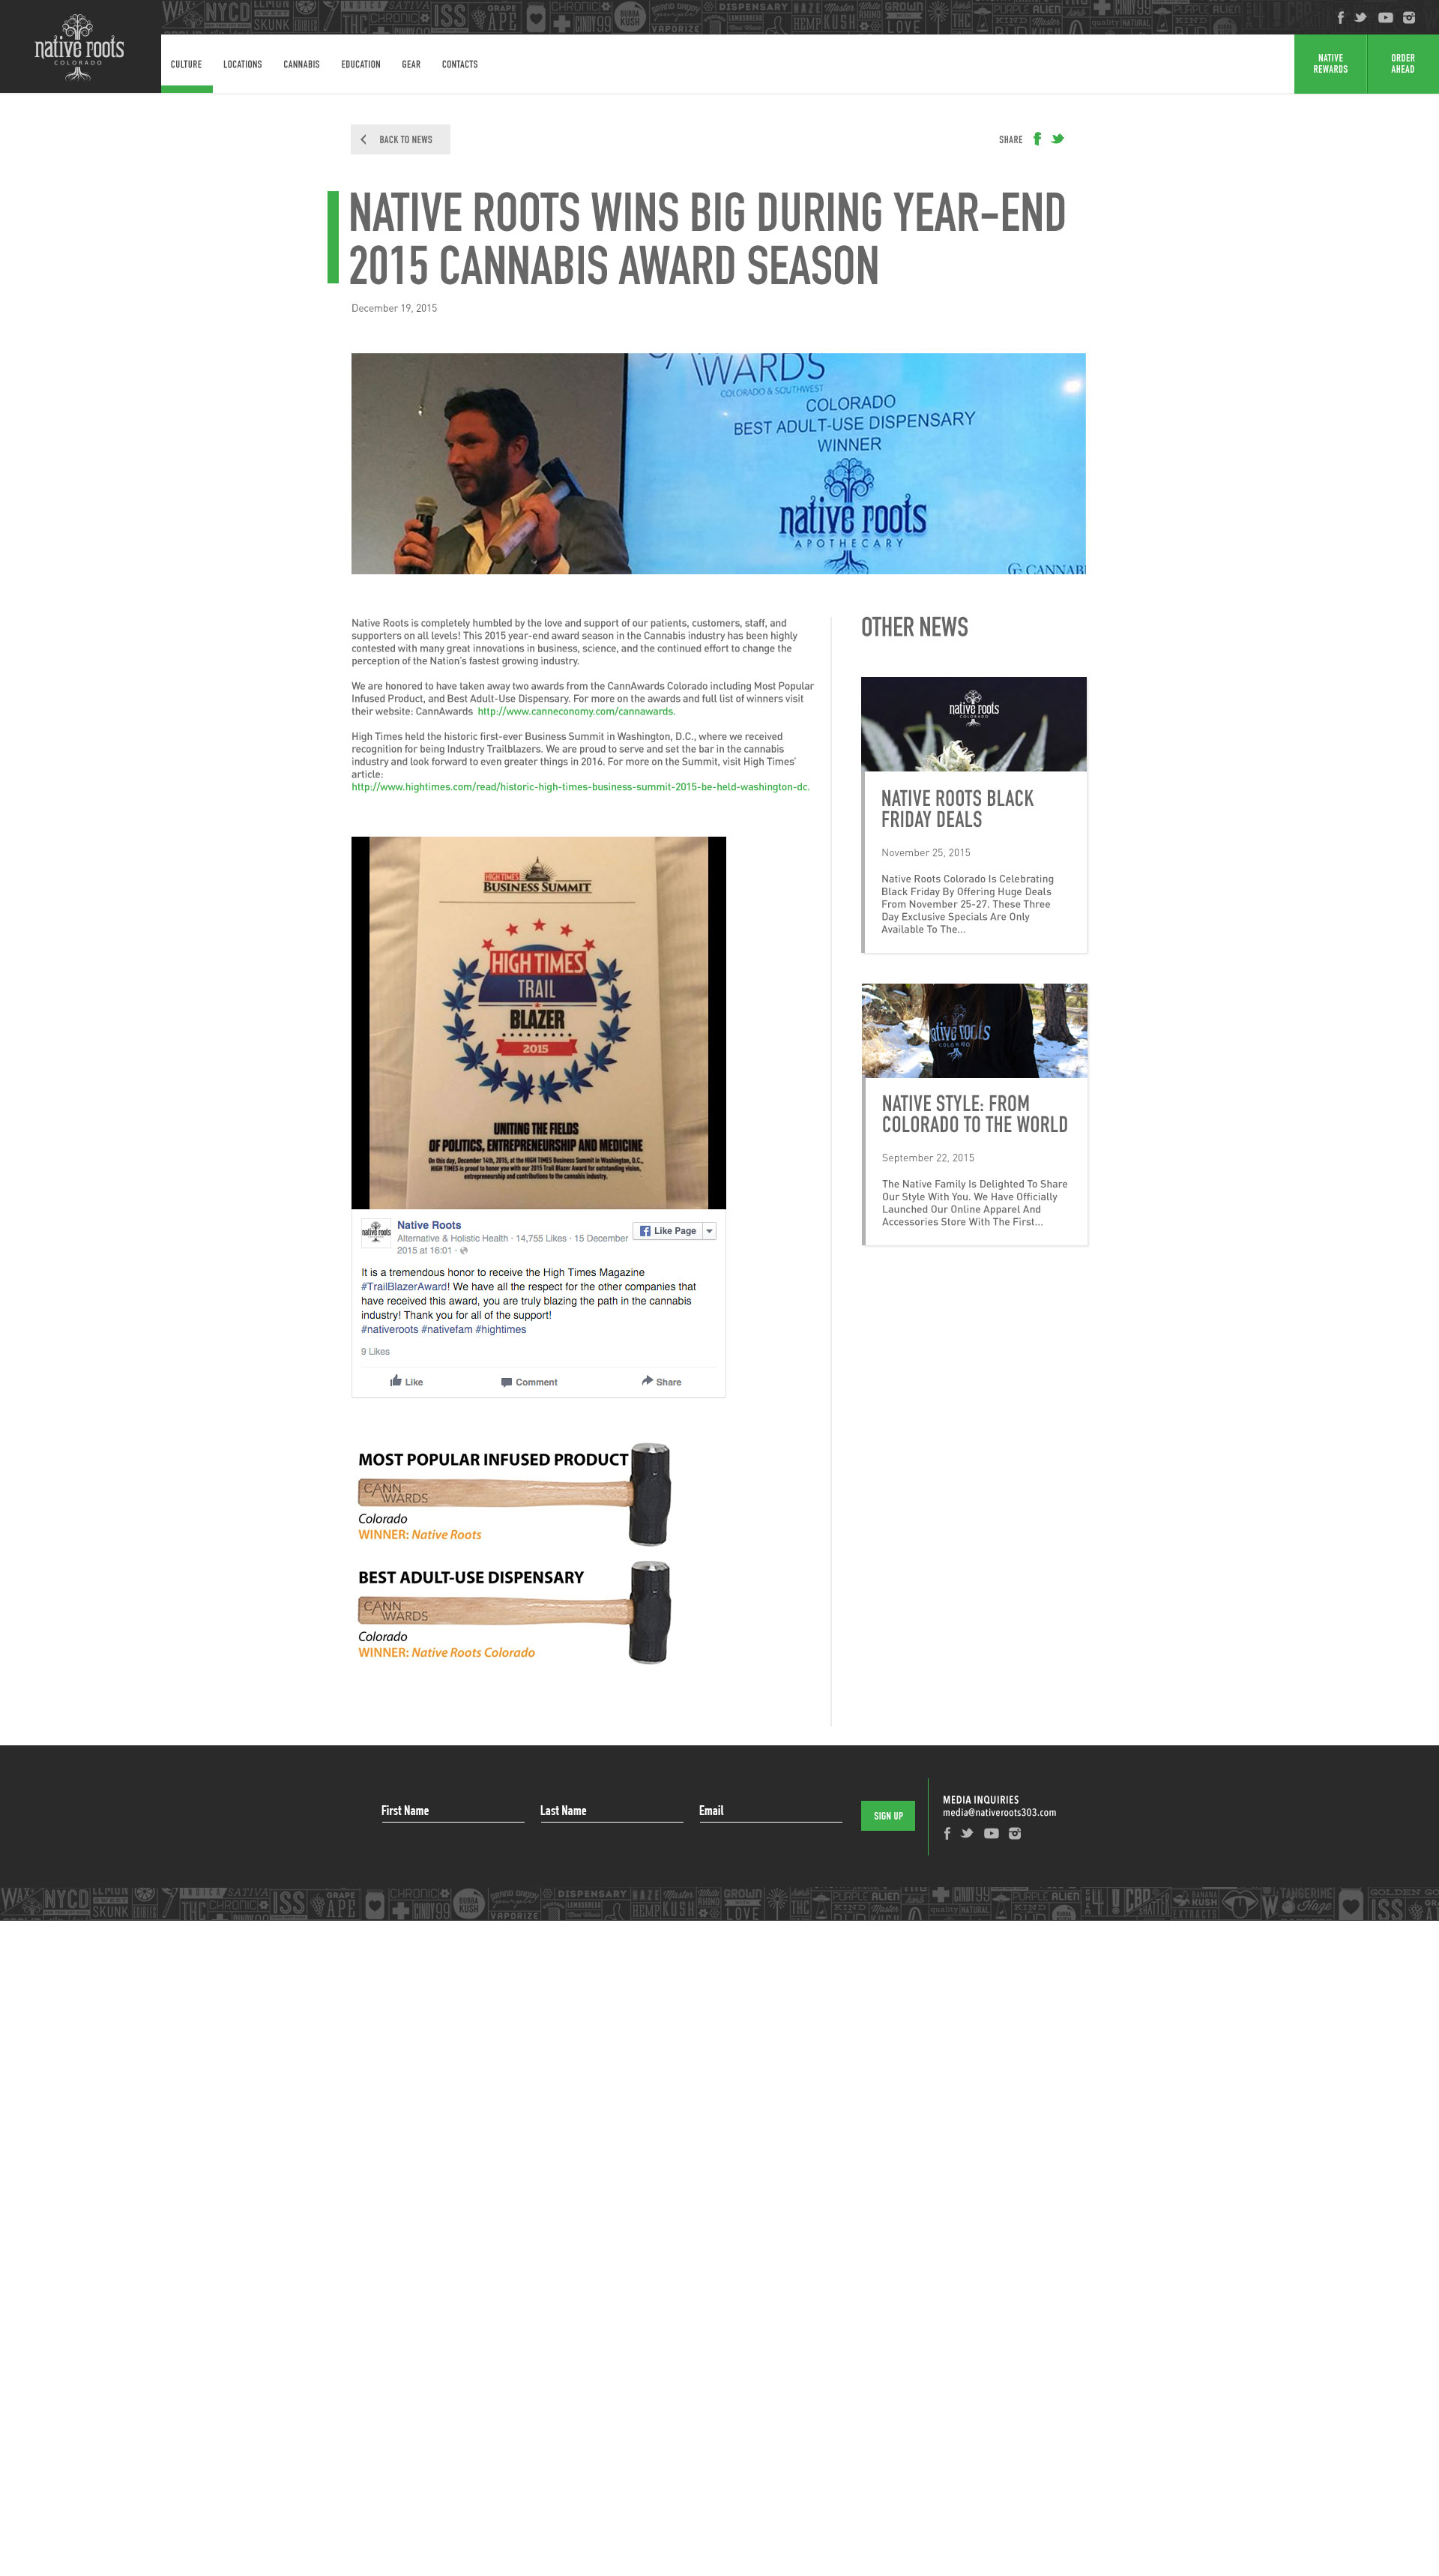 native roots
COLORADO
CULTURE
LOCATIONS
CANNABIS
EDUCATION
GEAR
CONTACTS
NATIVE
REWARDS
ORDER
AHEAD
BACK TO NEWS
SHARE
NATIVE ROOTS WINS BIG DURING YEAR-END
2015 CANNABIS AWARD SEASON
December 19, 2015
WARDS
COLORADO & SOUTHWEST
COLORADO
BEST ADULT-USE DISPENSARY
WINNER
native roots
APOTHECARY
Native Roots is completely humbled by the love and support of our patients, customers, staff, and
supporters on all levels! This 2015 year-end award season in the Cannabis industry has been highly
contested with many great innovations in business, science, and the continued effort to change the
perception of the Nation's fastest growing industry.
We are honored to have taken away two awards from the CannAwards Colorado including Most Popular
Infused Product, and Best Adult-Use Dispensary. For more on the awards and full list of winners visit
their website: CannAwards http://www.canneconomy.com/cannawards.
High Times held the historic first-ever Business Summit in Washington, D.C., where we received
recognition for being Industry Trailblazers. We are proud to serve and set the bar in the cannabis
industry and look forward to even greater things in 2016. For more on the Summit, visit High Times'
article:
http://www.hightimes.com/read/historic-high-times-business-summit-2015-be-held-washington-dc.
HIGH TIMES
BUSINESS SUMMIT
HIGH TIMES
TRAIL
BLAZER
2015
UNITING THE FIELDS
OF POLITICS, ENTREPRENEURSHIP AND MEDICINE
On this day, December 14th, 2015, at the HIGH TIMES Business Summit in Washington, D.C.,
HIGH TIMES is proud to honor you with our 2015 Trail Blazer Award for outstanding vision,
entrepreneurship and contributions to the cannabis industry.
native roots
Native Roots
Alternative & Holistic Health · 14,755 Likes · 15 December
2015 at 16:01 ·
Like Page
It is a tremendous honor to receive the High Times Magazine
#TrailBlazerAward! We have all the respect for the other companies that
have received this award, you are truly blazing the path in the cannabis
industry! Thank you for all of the support!
#nativeroots #nativefam #hightimes
9 Likes
Like
Comment
Share
MOST POPULAR INFUSED PRODUCT
CANN
WARDS
Colorado
WINNER: Native Roots
BEST ADULT-USE DISPENSARY
CANN
WARDS
Colorado
WINNER: Native Roots Colorado
OTHER NEWS
native roots
COLORADO
NATIVE ROOTS BLACK
FRIDAY DEALS
November 25, 2015
Native Roots Colorado Is Celebrating
Black Friday By Offering Huge Deals
From November 25-27. These Three
Day Exclusive Specials Are Only
Available To The...
native roots
COLORADO
NATIVE STYLE: FROM
COLORADO TO THE WORLD
September 22, 2015
The Native Family Is Delighted To Share
Our Style With You. We Have Officially
Launched Our Online Apparel And
Accessories Store With The First...
First Name
Last Name
Email
SIGN UP
MEDIA INQUIRIES
media@nativeroots303.com